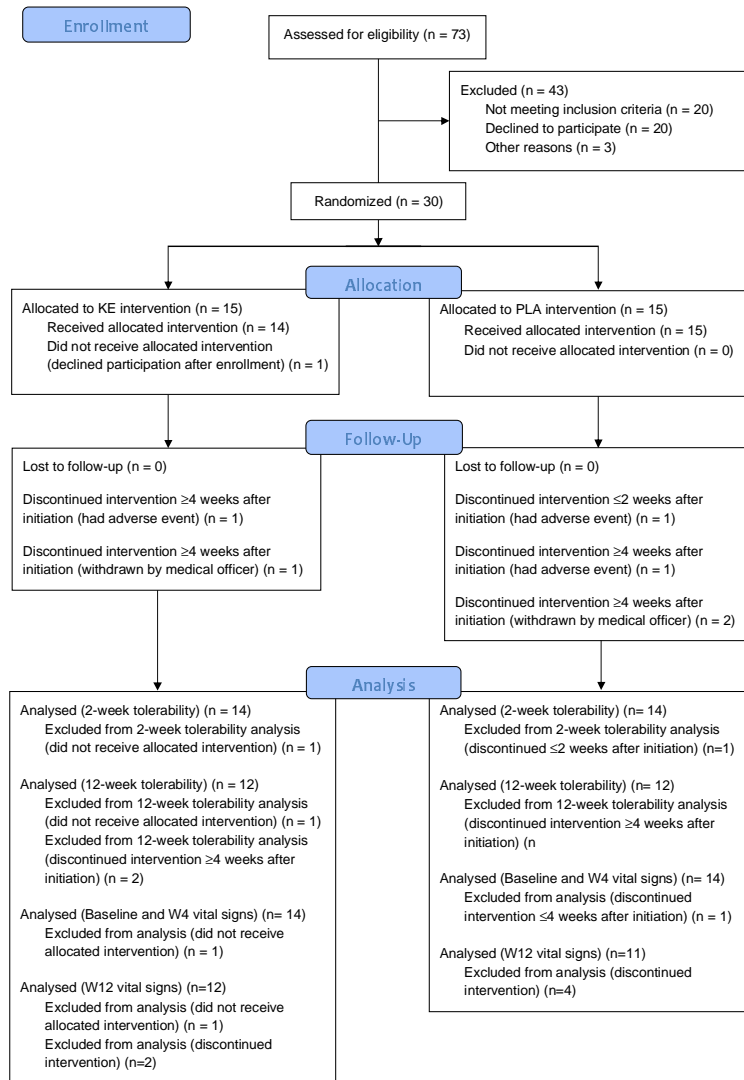 Enrollment
Assessed for eligibility (n = 73)
Excluded (n = 43)
Not meeting inclusion criteria (n = 20)
Declined to participate (n = 20)
Other reasons (n = 3)
Randomized (n = 30)
Allocation
Allocated to KE intervention (n = 15)
Received allocated intervention (n = 14)
Did not receive allocated intervention
(declined participation after enrollment) (n = 1)
Allocated to PLA intervention (n = 15)
Received allocated intervention (n = 15)
Did not receive allocated intervention (n = 0)
Follow-Up
Lost to follow-up (n = 0)
Discontinued intervention ≥4 weeks after
initiation (had adverse event) (n = 1)
Discontinued intervention ≥4 weeks after
initiation (withdrawn by medical officer) (n = 1)
Lost to follow-up (n = 0)
Discontinued intervention ≤2 weeks after
initiation (had adverse event) (n = 1)
Discontinued intervention ≥4 weeks after
initiation (had adverse event) (n = 1)
Discontinued intervention ≥4 weeks after
initiation (withdrawn by medical officer) (n = 2)
Analysis
Analysed (2-week tolerability) (n = 14)
Excluded from 2-week tolerability analysis
(did not receive allocated intervention) (n = 1)
Analysed (12-week tolerability) (n = 12)
Excluded from 12-week tolerability analysis
(did not receive allocated intervention) (n = 1)
Excluded from 12-week tolerability analysis
(discontinued intervention ≥4 weeks after
initiation) (n = 2)
Analysed (Baseline and W4 vital signs) (n= 14)
Excluded from analysis (did not receive
allocated intervention) (n = 1)
Analysed (W12 vital signs) (n=12)
Excluded from analysis (did not receive
allocated intervention) (n = 1)
Excluded from analysis (discontinued
intervention) (n=2)
Analysed (2-week tolerability) (n= 14)
Excluded from 2-week tolerability analysis
(discontinued ≤2 weeks after initiation) (n=1)
Analysed (12-week tolerability) (n= 12)
Excluded from 12-week tolerability analysis
(discontinued intervention ≥4 weeks after
initiation) (n
Analysed (Baseline and W4 vital signs) (n= 14)
Excluded from analysis (discontinued
intervention ≤4 weeks after initiation) (n = 1)
Analysed (W12 vital signs) (n=11)
Excluded from analysis (discontinued
intervention) (n=4)